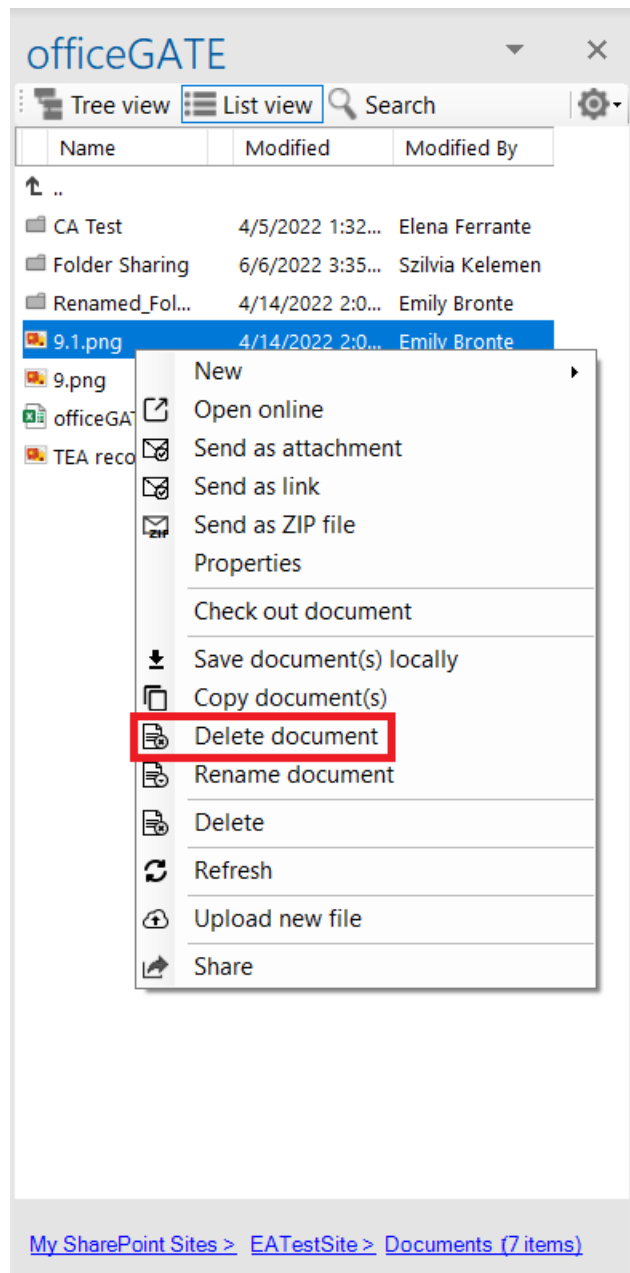 officeGATE
Tree view List view Search
Name Modified Modified By
..
CA Test 4/5/2022 1:32... Elena Ferrante
Folder Sharing 6/6/2022 3:35... Szilvia Kelemen
Renamed_Fol... 4/14/2022 2:0... Emily Bronte
9.1.png 4/14/2022 2:0... Emily Bronte
9.png
officeGAT
TEA reco
New
Open online
Send as attachment
Send as link
ZIP Send as ZIP file
Properties
Check out document
Save document(s) locally
Copy document(s)
Delete document
Rename document
Delete
Refresh
Upload new file
Share
My SharePoint Sites > EATestSite > Documents (7 items)